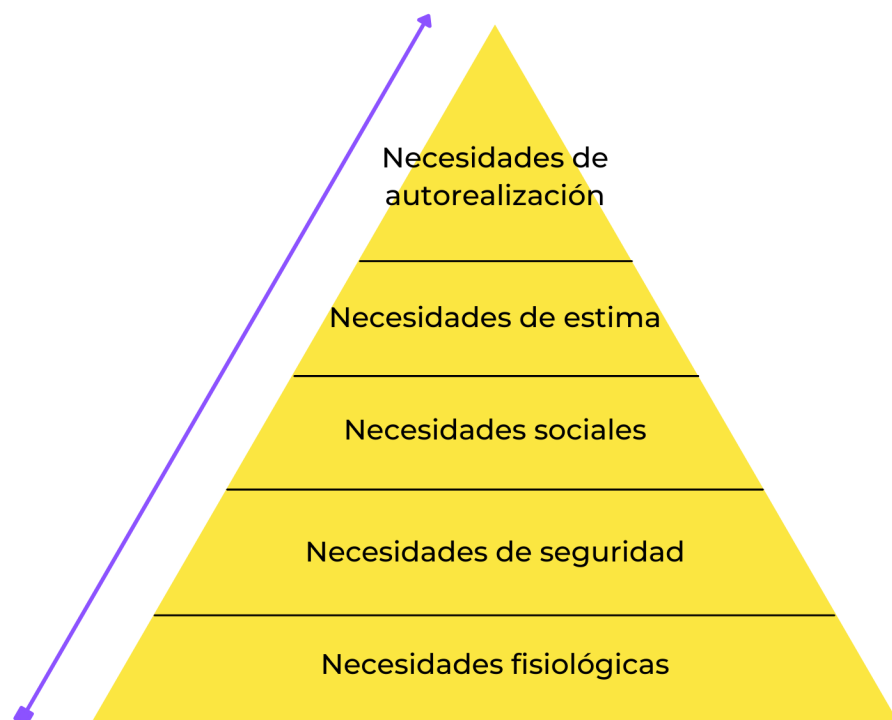 Necesidades de
autorealización
Necesidades de estima
Necesidades sociales
Necesidades de seguridad
Necesidades fisiológicas